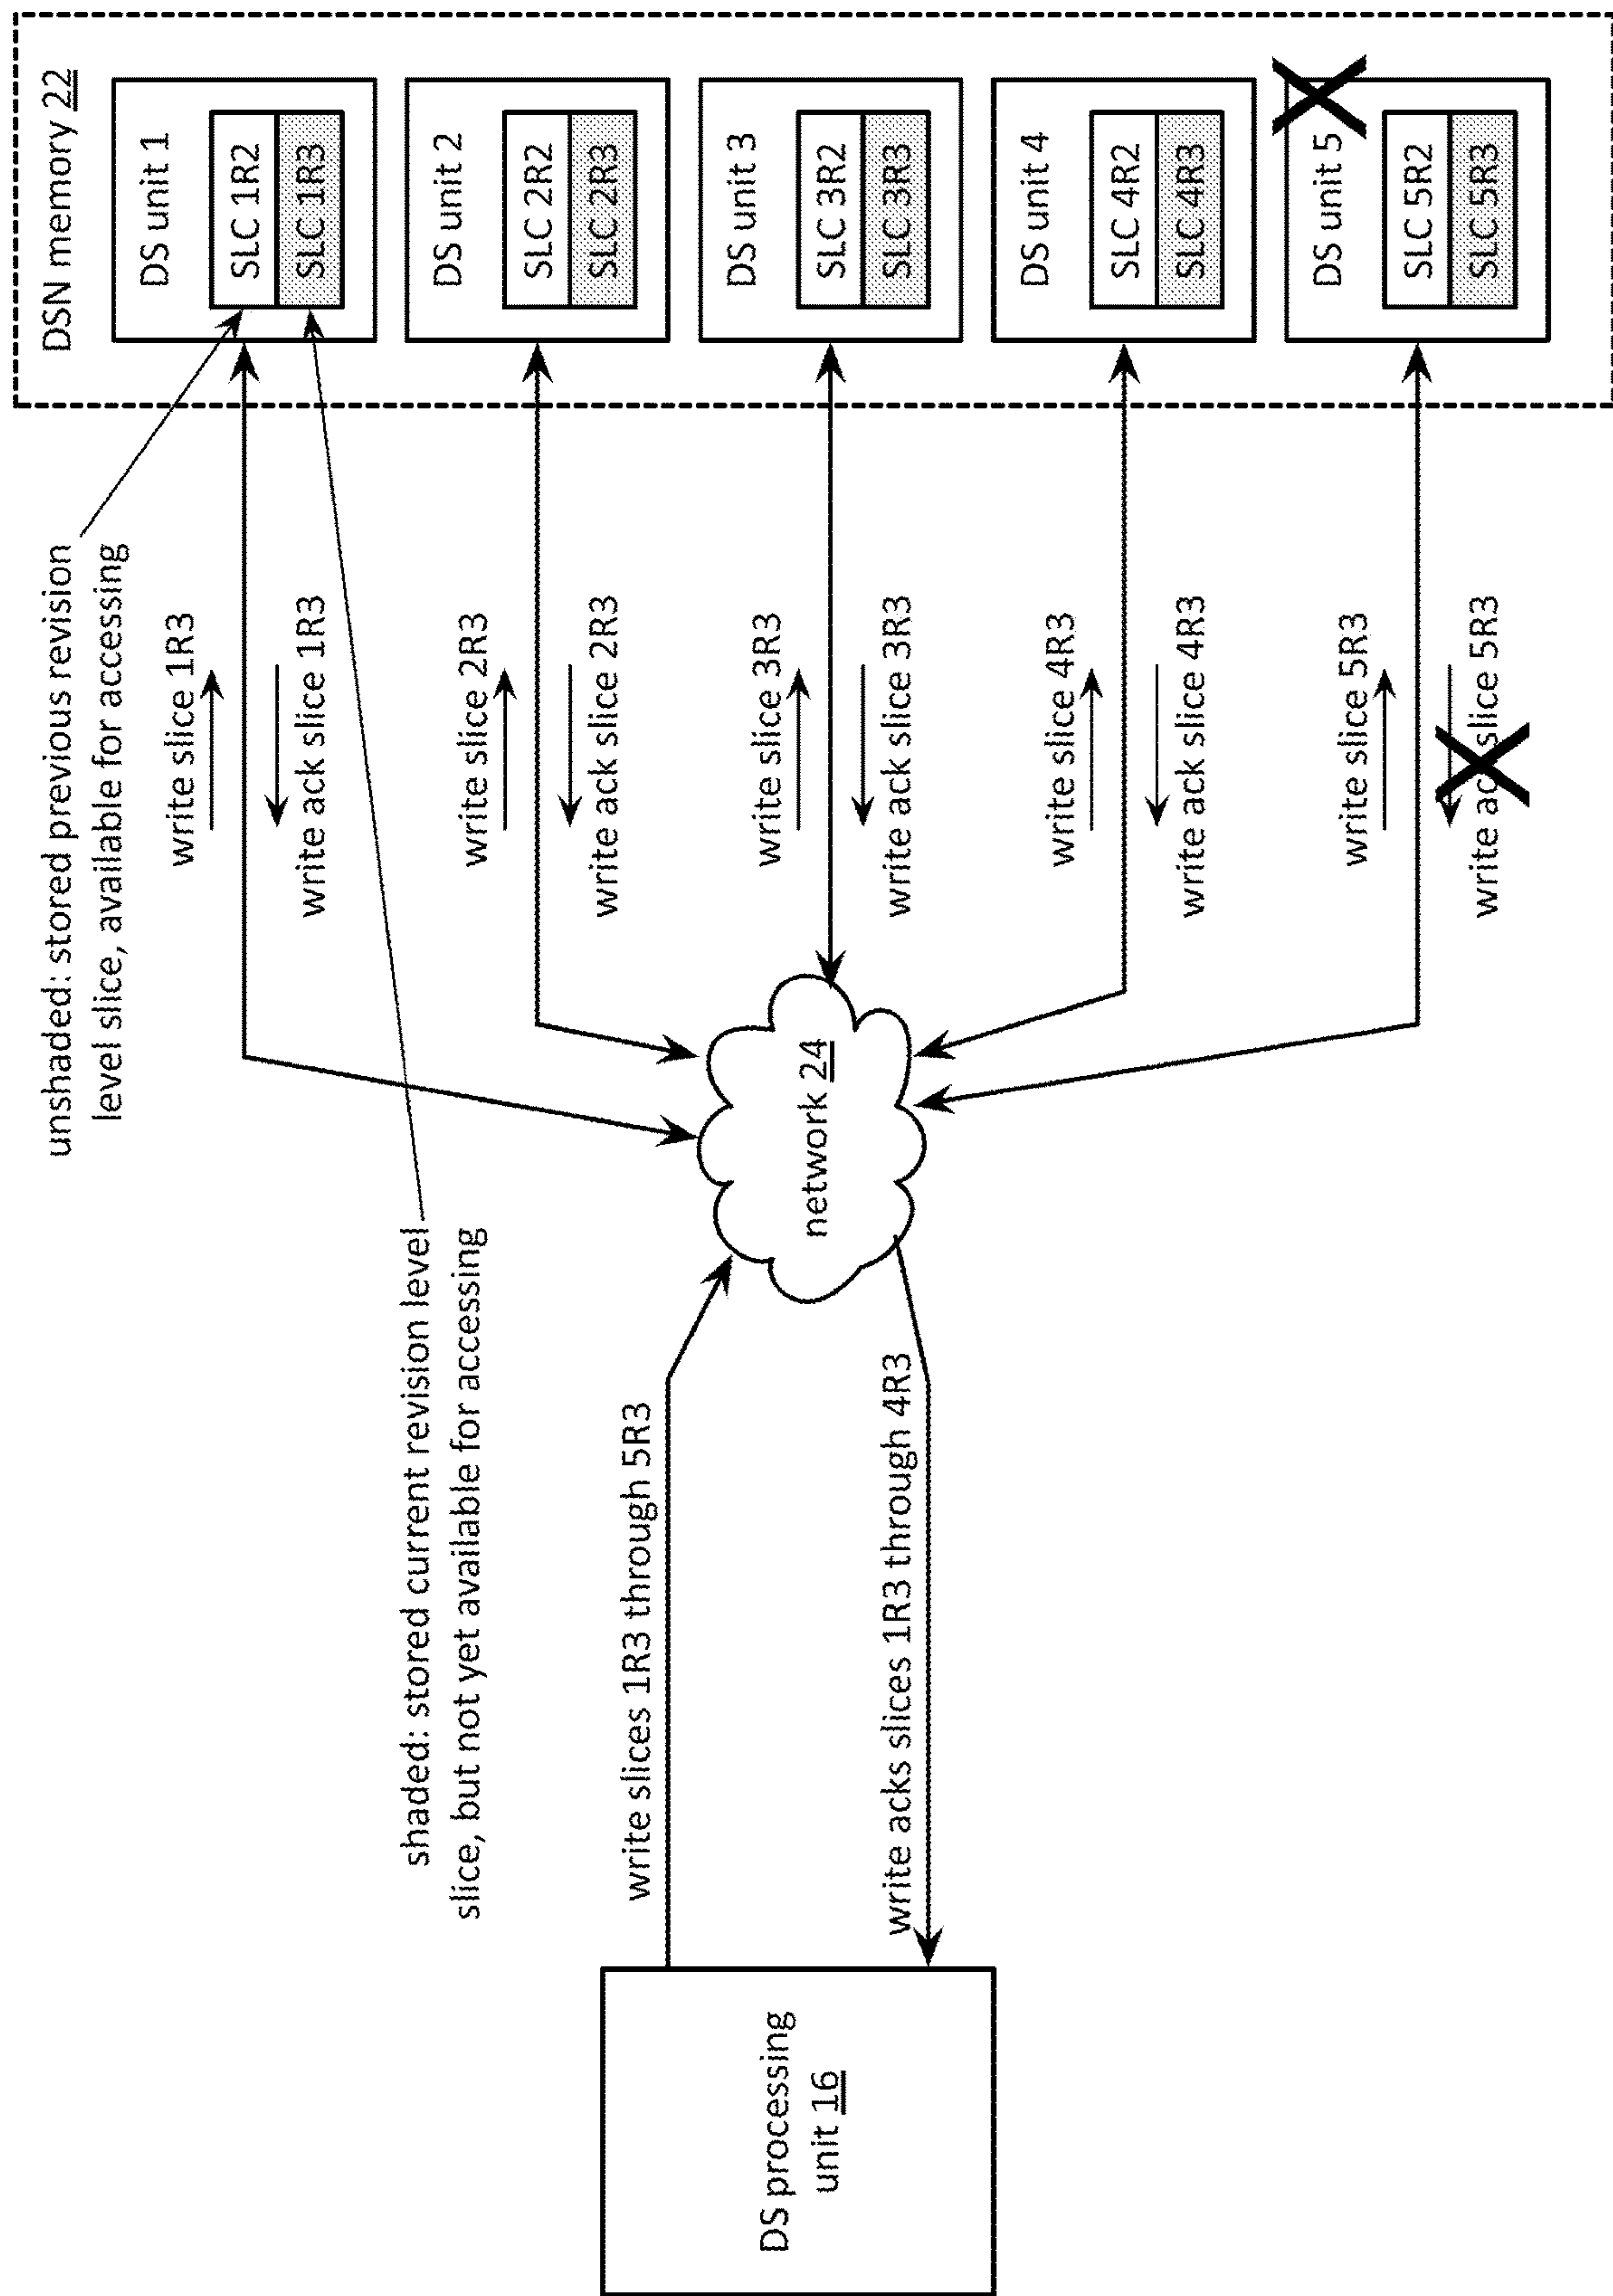 DSN memory 22
DS unit 1
SLC 1R2
SLC 1R3
DS unit 2
SLC 2R2
SLC 2R3
DS unit 3
SLC 3R2
SLC 3R3
DS unit 4
SLC 4R2
SLC 4R3
DS unit 5
SLC 5R2
SLC 5R3
unshaded: stored previous revision
level slice, available for accessing
write slice 1R3
write ack slice 1R3
write slice 2R3
write ack slice 2R3
write slice 3R3
write ack slice 3R3
write slice 4R3
write ack slice 4R3
write slice 5R3
write ack slice 5R3
shaded: stored current revision level
slice, but not yet available for accessing
network 24
write slices 1R3 through 5R3
write acks slices 1R3 through 4R3
DS processing
unit 16